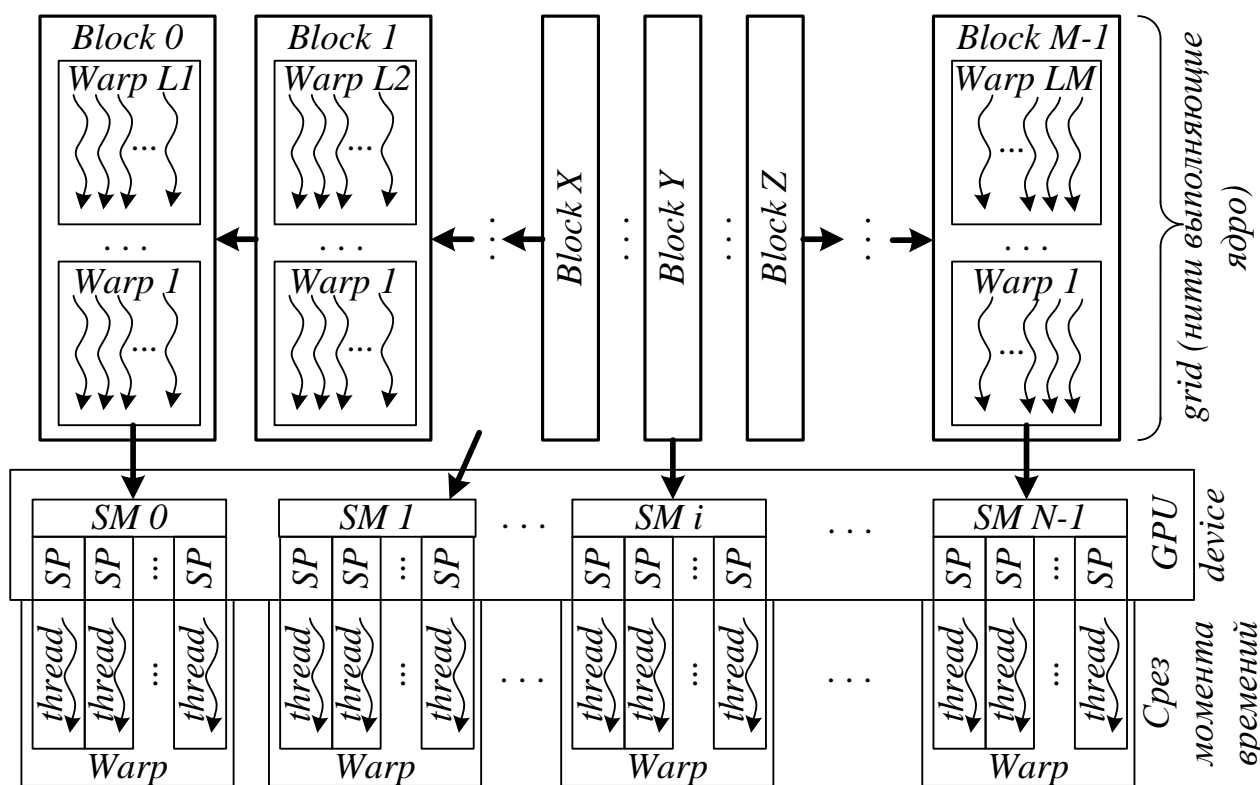 Block 0
Block 1
Block X
Block Y
Block Z
Block M-1
Warp L1
Warp L2
Warp LM
...
...
...
. . .
. . .
. . .
Warp 1
Warp 1
Warp 1
...
...
...
grid (нити выполняющие
ядро)
SM 0
SM 1
. . .
SM i
. . .
SM N-1
SP
SP
...
SP
SP
SP
...
SP
SP
SP
...
SP
SP
SP
...
SP
GPU
device
thread
thread
...
thread
thread
thread
...
thread
. . .
thread
thread
...
thread
. . .
thread
thread
...
thread
Warp
Warp
Warp
Warp
Срез
момента
времений